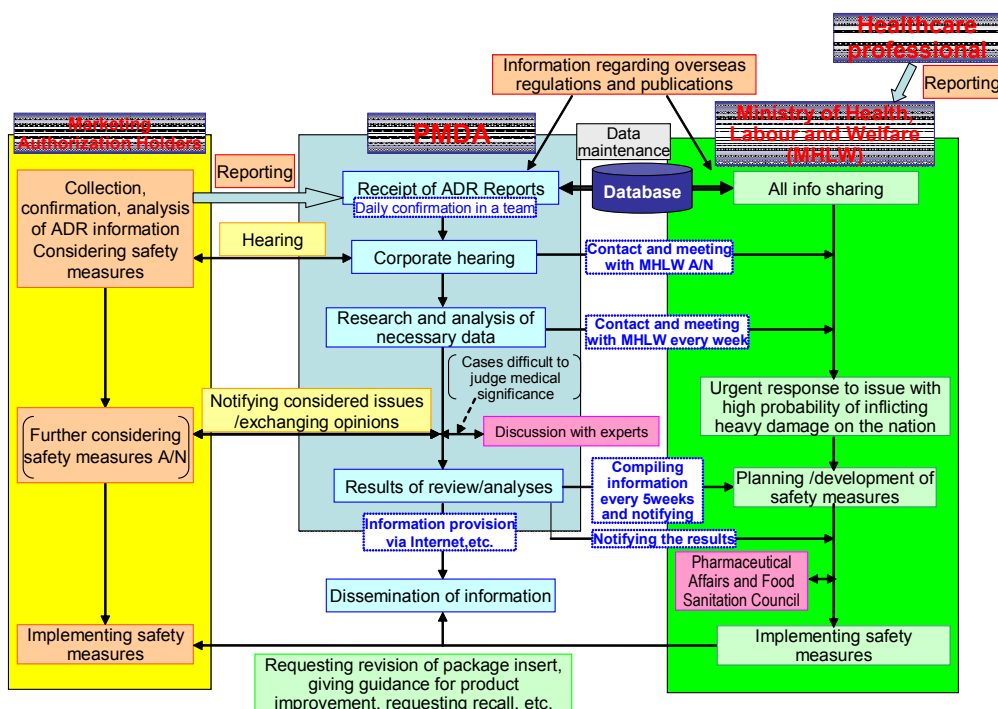 Healthcare
professional
Information regarding overseas
regulations and publications
Reporting
Marketing
Authorization Holders
PMDA
Data
maintenance
Ministry of Health,
Labour and Welfare
(MHLW)
Reporting
Collection,
confirmation, analysis
of ADR information
Considering safety
measures
Receipt of ADR Reports
Daily confirmation in a team
Database
All info sharing
Hearing
Corporate hearing
Contact and meeting
with MHLW A/N
Research and analysis of
necessary data
Contact and meeting
with MHLW every week
Cases difficult to
judge medical
significance
Urgent response to issue with
high probability of inflicting
heavy damage on the nation
Notifying considered issues
/exchanging opinions
Discussion with experts
Further considering
safety measures A/N
Results of review/analyses
Compiling
information
every 5weeks
and notifying
Planning /development of
safety measures
Information provision
via Internet,etc.
Notifying the results
Pharmaceutical
Affairs and Food
Sanitation Council
Dissemination of information
Implementing safety
measures
Implementing safety
measures
Requesting revision of package insert,
giving guidance for product
improvement, requesting recall, etc.